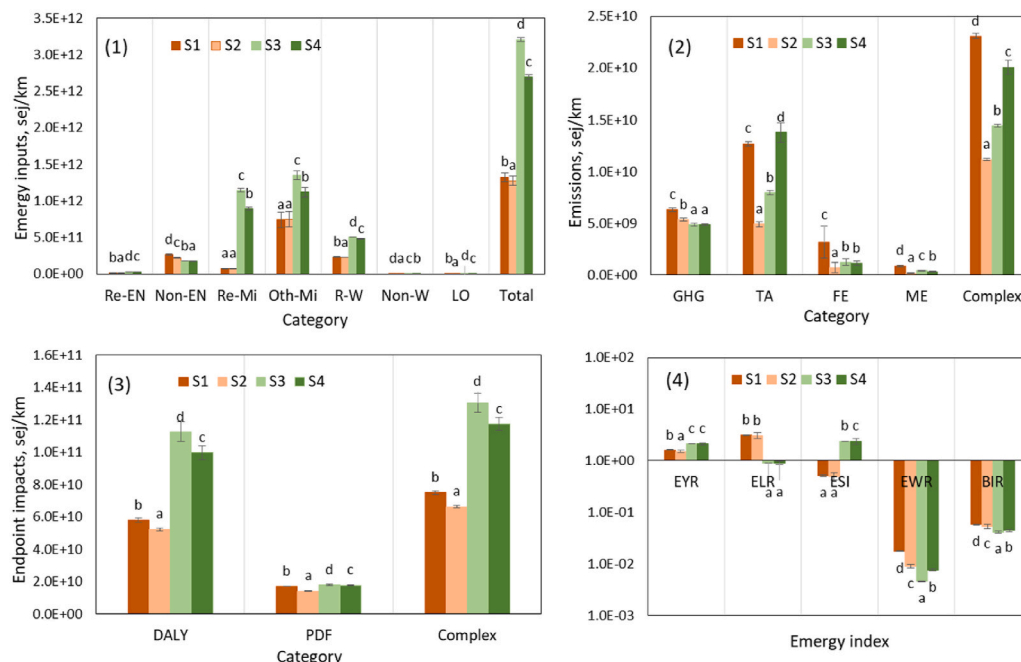 (1)
S1 S2 S3 S4
Energy inputs, sej/km
3.5E+12
3.0E+12
2.5E+12
2.0E+12
1.5E+12
1.0E+12
5.0E+11
0.0E+00
ba dc
d c b a
a a c b
a a c b
b a d c
d a c b
b a d c
b a d c
Re-EN Non-EN Re-Mi Oth-Mi R-W Non-W LO Total
Category
(2)
S1 S2 S3 S4
Emissions, sej/km
2.5E+10
2.0E+10
1.5E+10
1.0E+10
5.0E+09
0.0E+00
c b a a
c a b d
c a b b
d a c b
d a b c
GHG TA FE ME Complex
Category
(3)
S1 S2 S3 S4
Endpoint impacts, sej/km
1.6E+11
1.4E+11
1.2E+11
1.0E+11
8.0E+10
6.0E+10
4.0E+10
2.0E+10
0.0E+00
b a d c
b a d c
b a d c
DALY PDF Complex
Category
(4)
S1 S2 S3 S4
1.0E+02
1.0E+01
1.0E+00
1.0E-01
1.0E-02
1.0E-03
b a c c
b b a a
a a b c
d c a b
d c a b
EYR ELR ESI EWR BIR
Emergy index